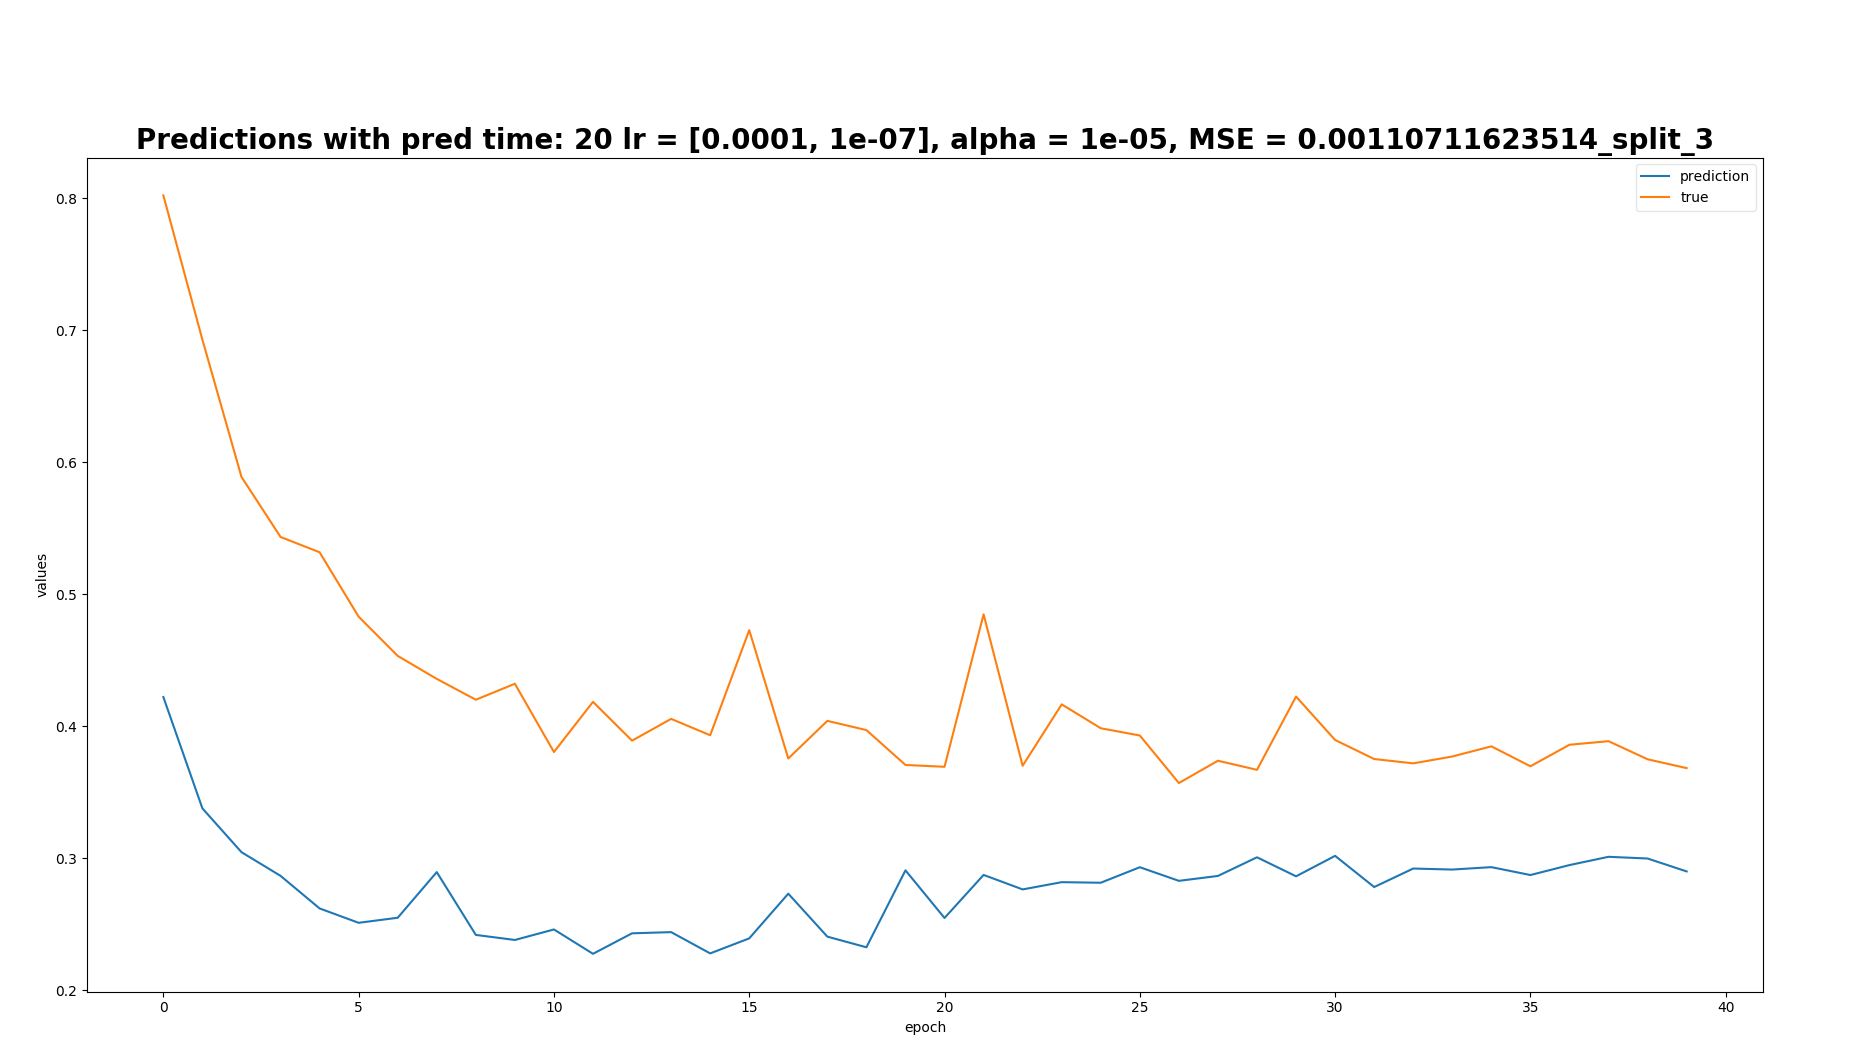 Predictions with pred time: 20 lr = [0.0001, 1e-07], alpha = 1e-05, MSE = 0.00110711623514_split_3
prediction
true
0.8
0.7
0.6
0.5
0.4
0.3
0.2
values
0 5 10 15 20 25 30 35 40
epoch